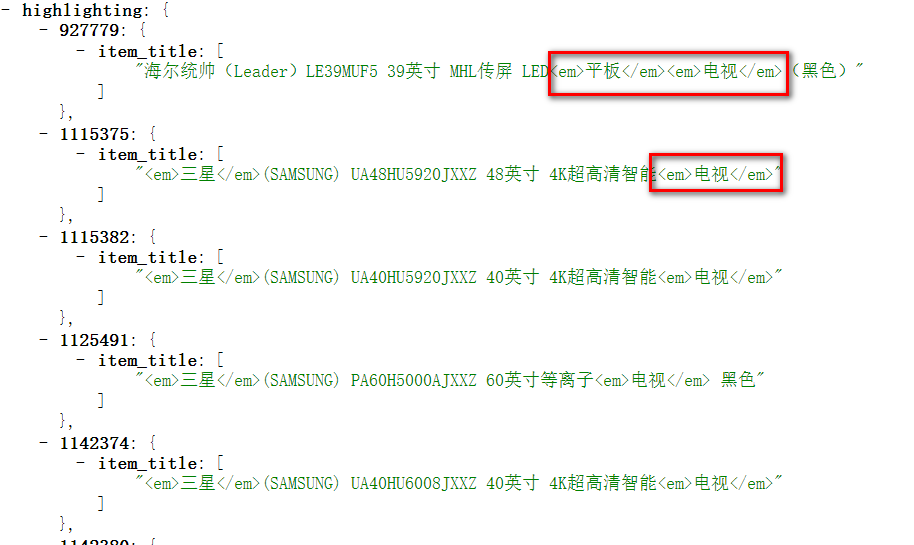 - highlighting: {
- 927779: {
- item_title: [
"海尔统帅（Leader）LE39MUF5 39英寸 MHL传屏 LED<em>平板</em><em>电视</em>（黑色）"
]
},
- 1115375: {
- item_title: [
"<em>三星</em>(SAMSUNG) UA48HU5920JXXZ 48英寸 4K超高清智能<em>电视</em>"
]
},
- 1115382: {
- item_title: [
"<em>三星</em>(SAMSUNG) UA40HU5920JXXZ 40英寸 4K超高清智能<em>电视</em>"
]
},
- 1125491: {
- item_title: [
"<em>三星</em>(SAMSUNG) PA60H5000AJXXZ 60英寸等离子<em>电视</em> 黑色"
]
},
- 1142374: {
- item_title: [
"<em>三星</em>(SAMSUNG) UA40HU6008JXXZ 40英寸 4K超高清智能<em>电视</em>"
]
},
- 1142380: {